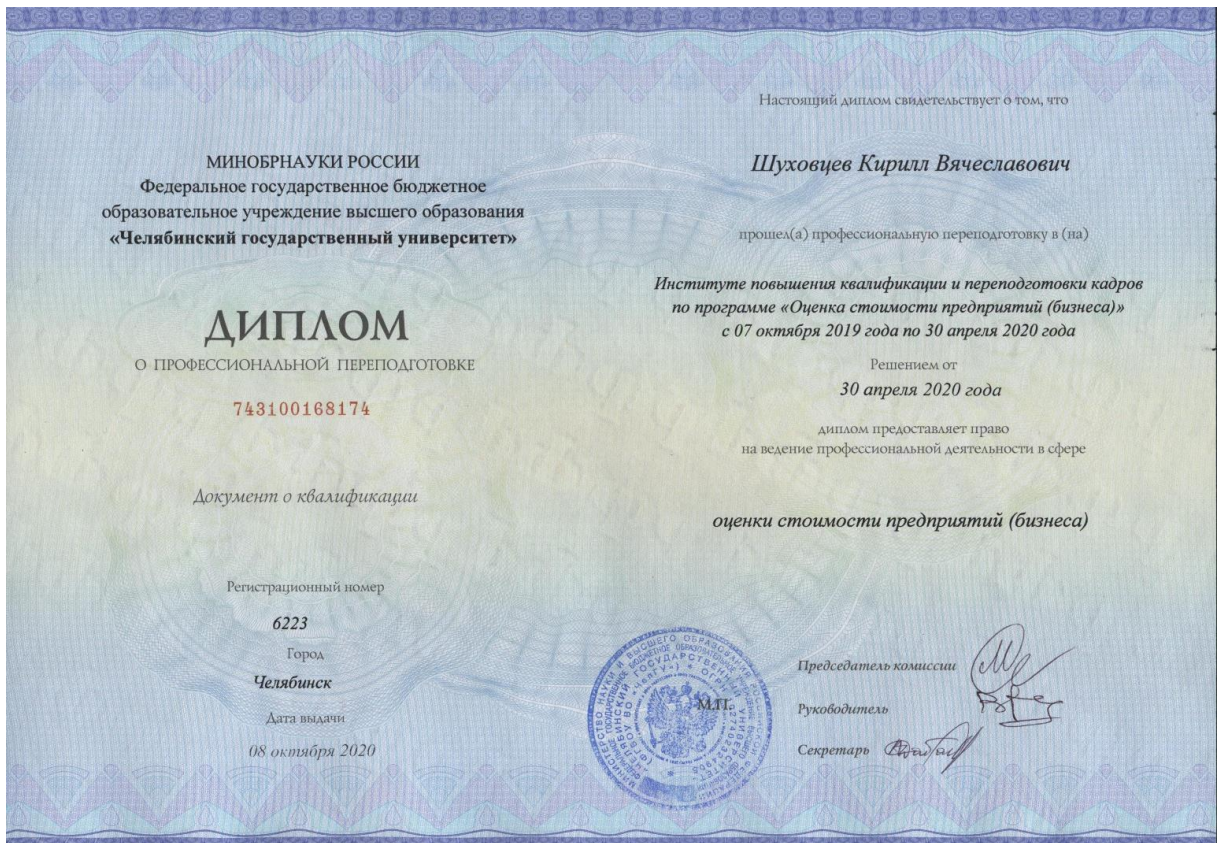 МИНОБРНАУКИ РОССИИ
Федеральное государственное бюджетное
образовательное учреждение высшего образования
«Челябинский государственный университет»
ДИПЛОМ
О ПРОФЕССИОНАЛЬНОЙ ПЕРЕПОДГОТОВКЕ
743100168174
Документ о квалификации
Регистрационный номер
6223
Город
Челябинск
Дата выдачи
08 октября 2020
Настоящий диплом свидетельствует о том, что
Шуховцев Кирилл Вячеславович
прошел(а) профессиональную переподготовку в (на)
Институте повышения квалификации и переподготовки кадров
по программе «Оценка стоимости предприятий (бизнеса)»
с 07 октября 2019 года по 30 апреля 2020 года
Решением от
30 апреля 2020 года
диплом предоставляет право
на ведение профессиональной деятельности в сфере
оценки стоимости предприятий (бизнеса)
М.П.
Председатель комиссии
Руководитель
Секретарь